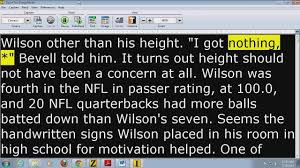 Wilson other than his height. "I got nothing,
*" Bevell told him. It turns out height should
not have been a concern at all. Wilson was
fourth in the NFL in passer rating, at 100.0,
and 20 NFL quarterbacks had more balls
batted down than Wilson's seven. Seems the
handwritten signs Wilson placed in his room in
high school for motivation helped. One of